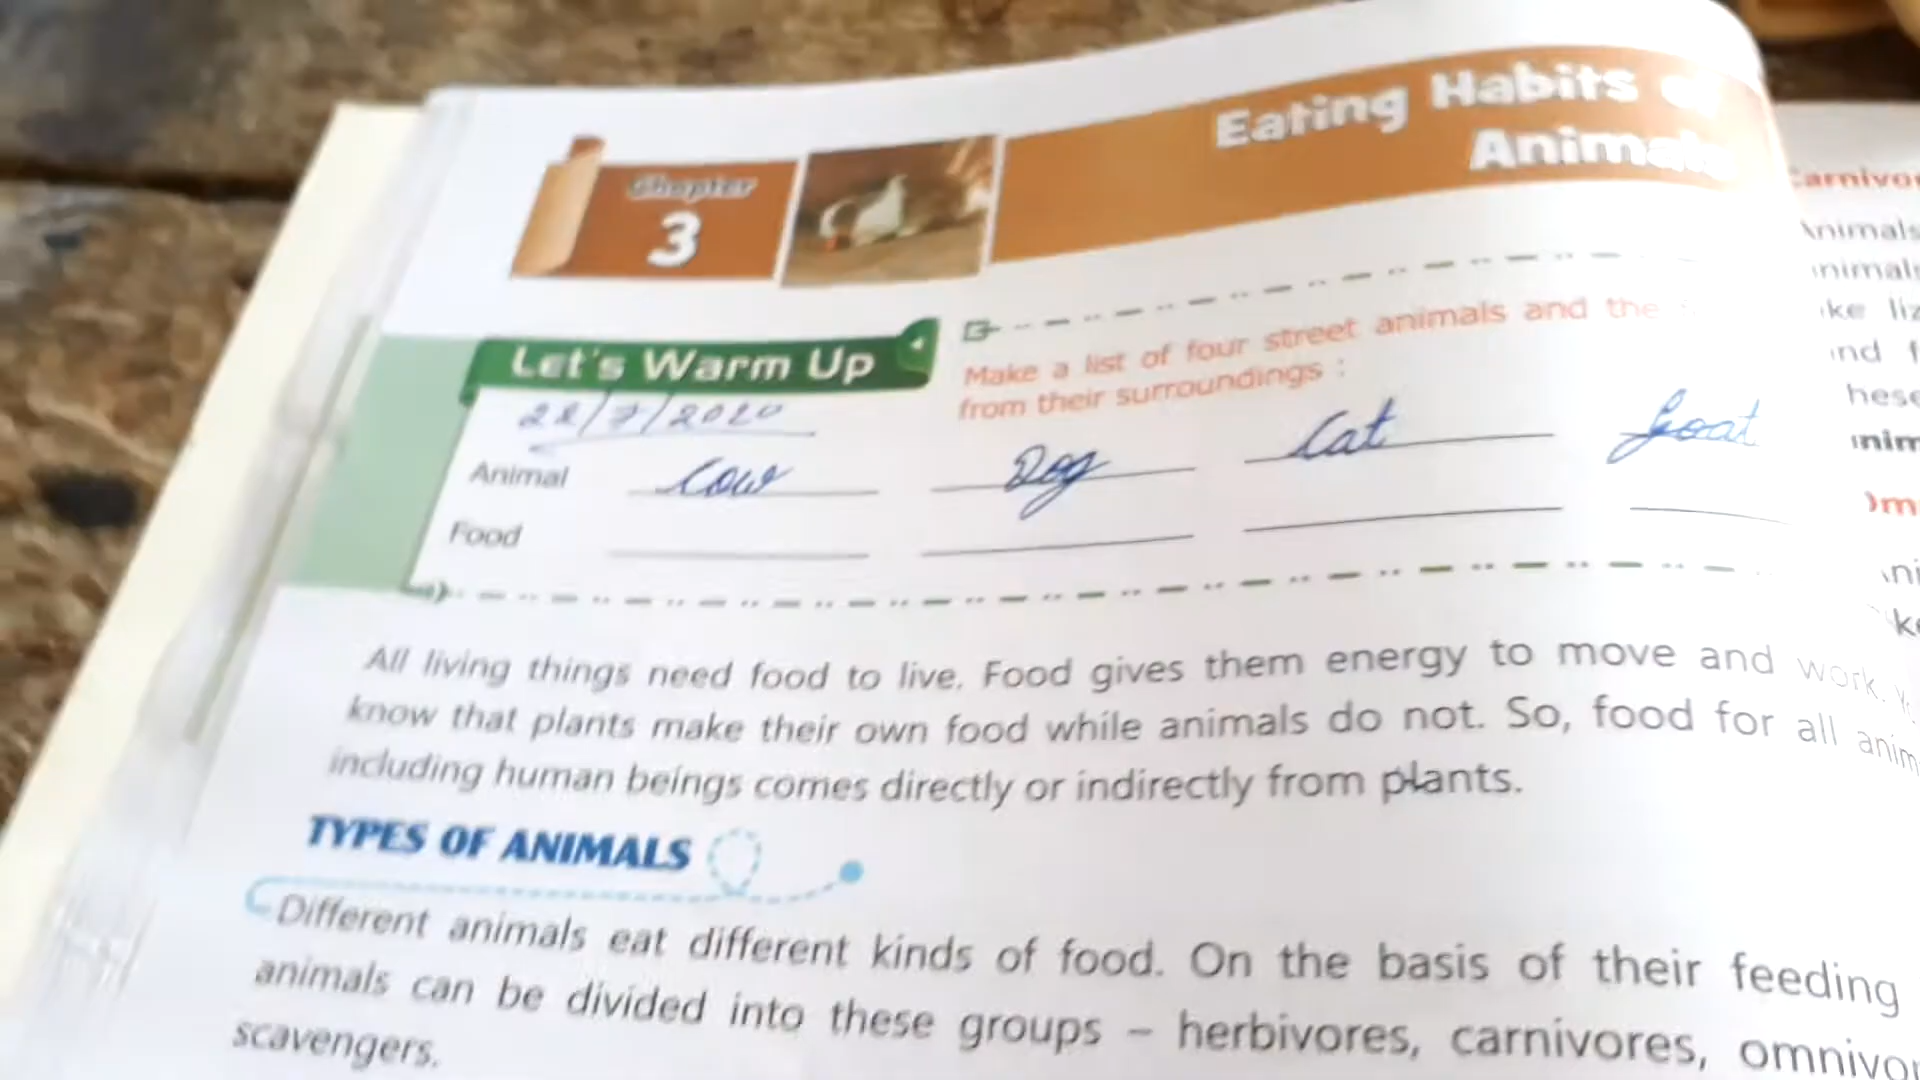 Chapter
3
Eating Habits of
Animals
Let's Warm Up
Make a list of four street animals and the
from their surroundings :
22/7/2020
Animal Cow Dog Cat Goat
Food
All living things need food to live. Food gives them energy to move and work.
know that plants make their own food while animals do not. So, food for all anim
including human beings comes directly or indirectly from plants.
TYPES OF ANIMALS
Different animals eat different kinds of food. On the basis of their feeding
animals can be divided into these groups – herbivores, carnivores, omnivo
scavengers.